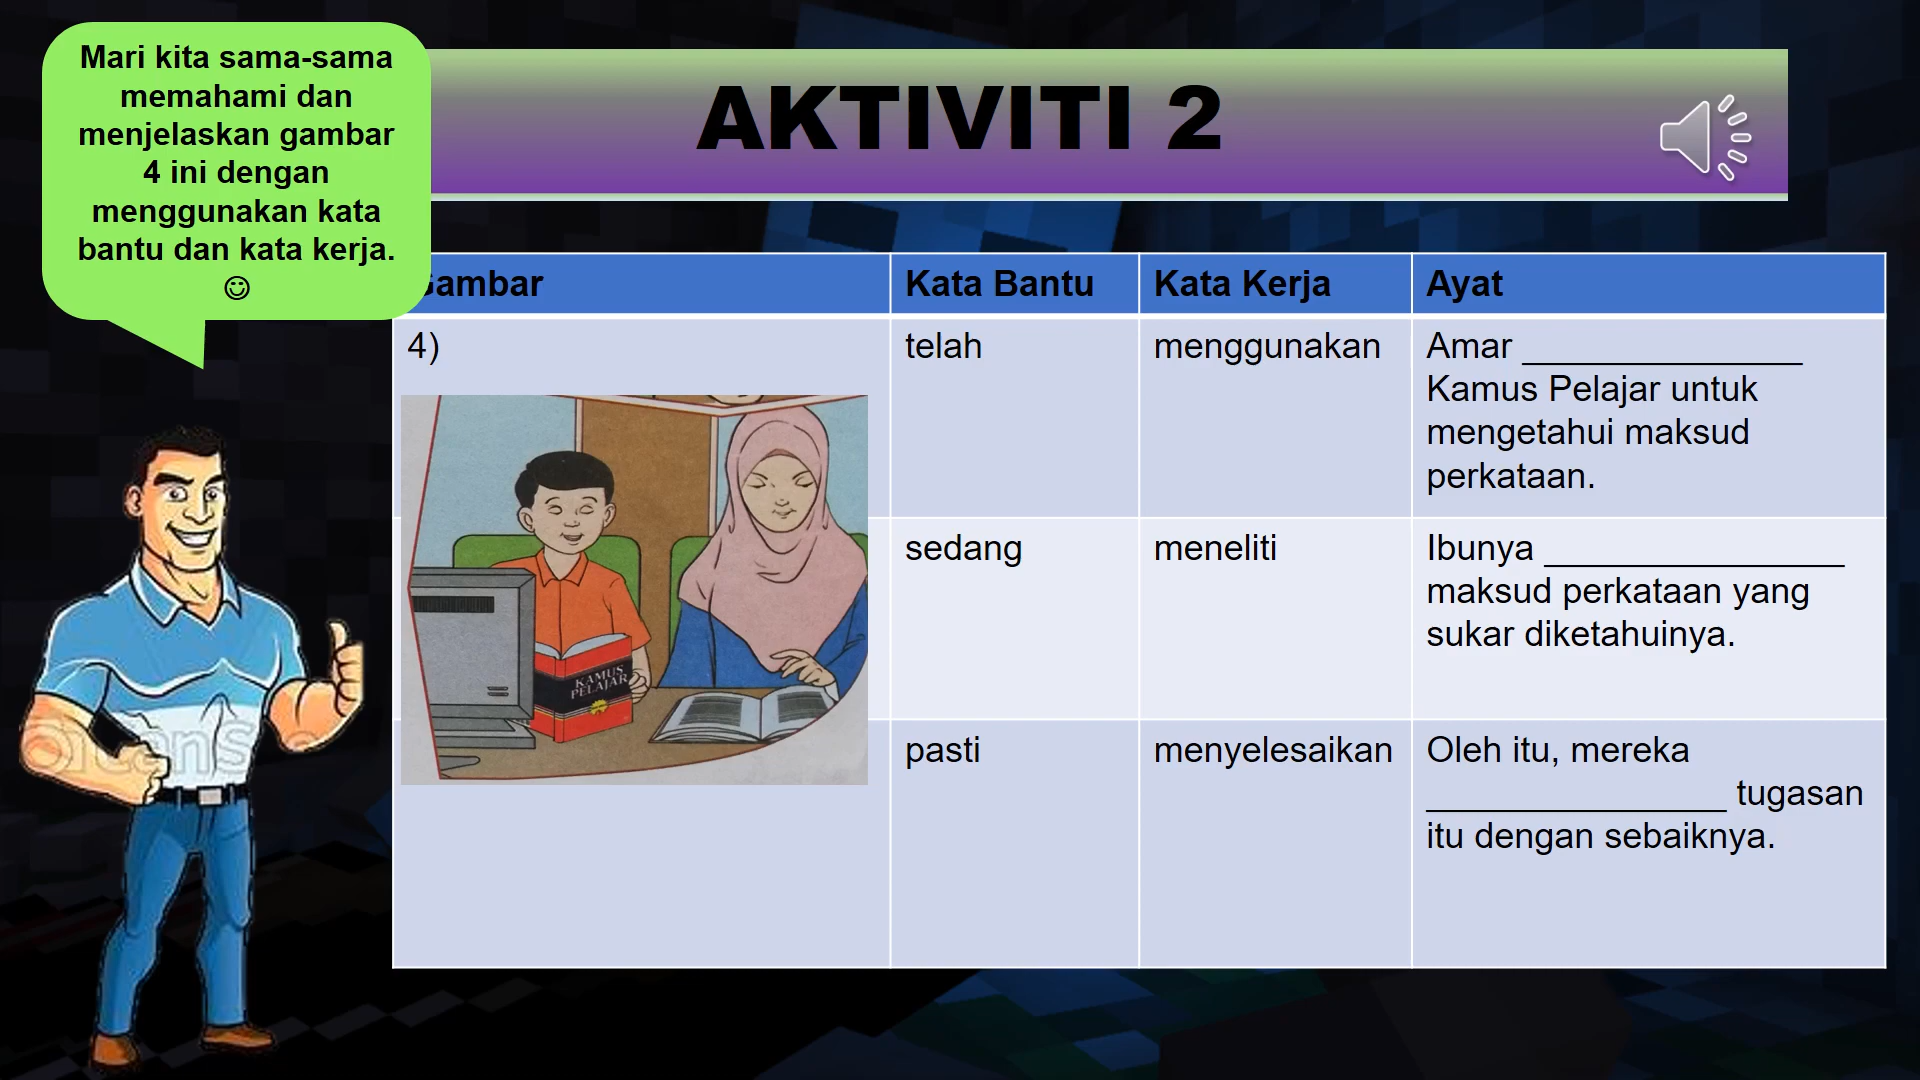 Mari kita sama-sama
memahami dan
menjelaskan gambar
4 ini dengan
menggunakan kata
bantu dan kata kerja.
☺
AKTIVITI 2
Gambar Kata Bantu Kata Kerja Ayat
4)
telah
menggunakan
Amar ______________
Kamus Pelajar untuk
mengetahui maksud
perkataan.
KAMUS
PELAJAR
sedang
meneliti
Ibunya _______________
maksud perkataan yang
sukar diketahuinya.
pasti
menyelesaikan
Oleh itu, mereka
_______________ tugasan
itu dengan sebaiknya.